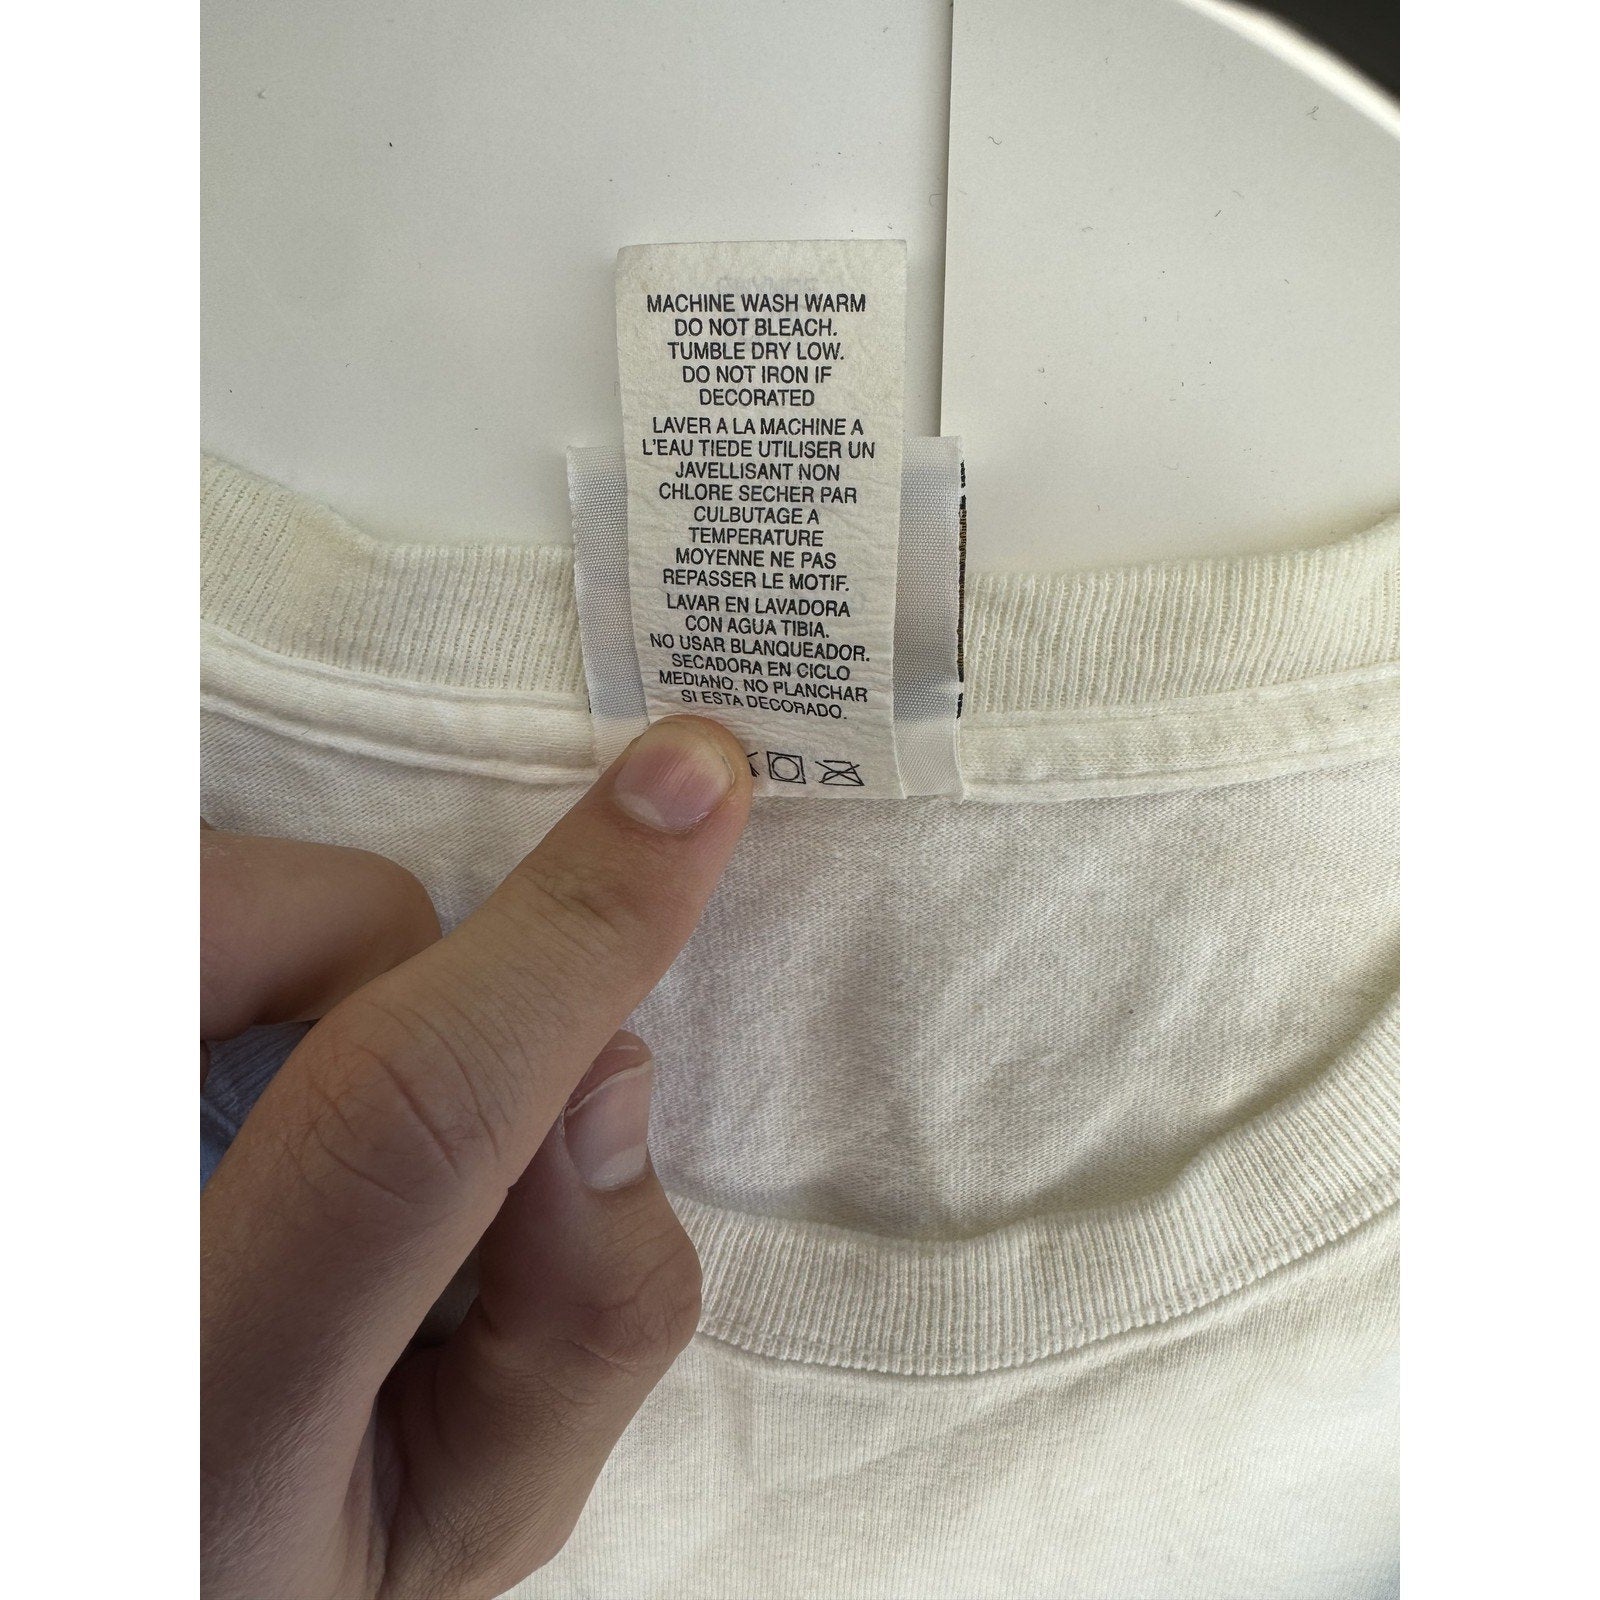 MACHINE WASH WARM
DO NOT BLEACH.
TUMBLE DRY LOW.
DO NOT IRON IF
DECORATED
LAVER A LA MACHINE A
L'EAU TIEDE UTILISER UN
JAVELLISANT NON
CHLORE SECHER PAR
CULBUTAGE A
TEMPERATURE
MOYENNE NE PAS
REPASSER LE MOTIF.
LAVAR EN LAVADORA
CON AGUA TIBIA.
NO USAR BLANQUEADOR.
SECADORA EN CICLO
MEDIANO. NO PLANCHAR
SI ESTA DECORADO.